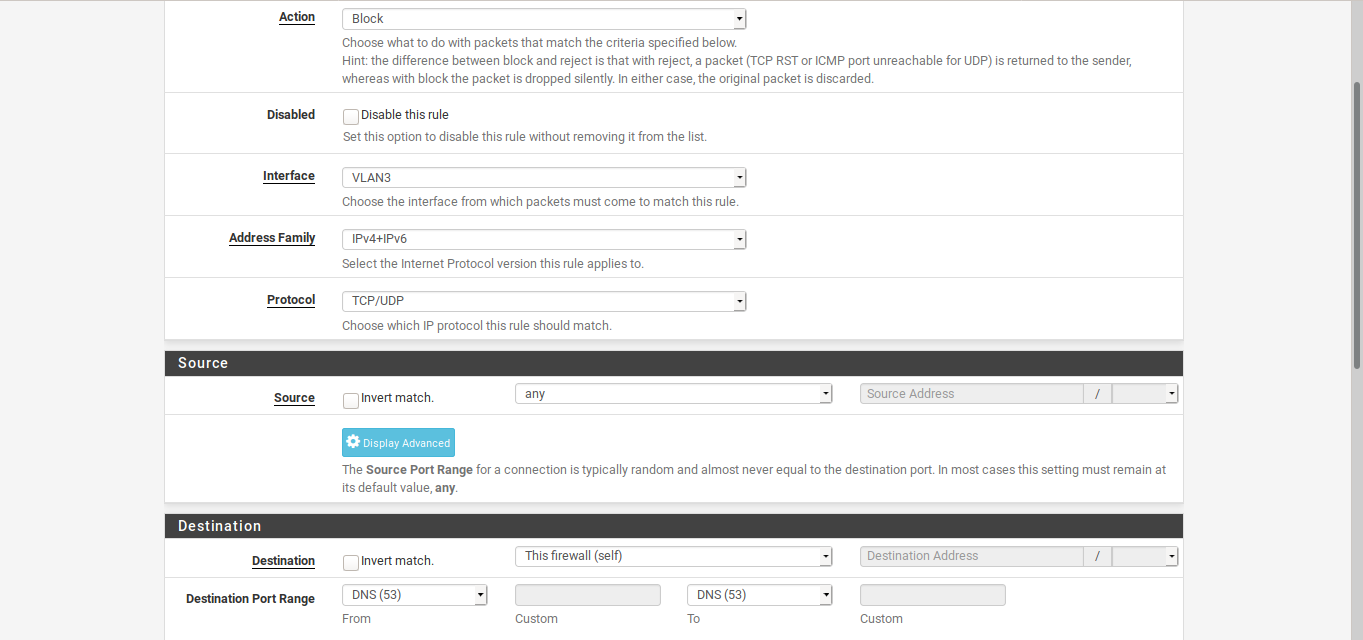 Action Block
Choose what to do with packets that match the criteria specified below.
Hint: the difference between block and reject is that with reject, a packet (TCP RST or ICMP port unreachable for UDP) is returned to the sender,
whereas with block the packet is dropped silently. In either case, the original packet is discarded.
Disabled Disable this rule
Set this option to disable this rule without removing it from the list.
Interface VLAN3
Choose the interface from which packets must come to match this rule.
Address Family IPv4+IPv6
Select the Internet Protocol version this rule applies to.
Protocol TCP/UDP
Choose which IP protocol this rule should match.
Source
Source Invert match. any Source Address /
Display Advanced
The Source Port Range for a connection is typically random and almost never equal to the destination port. In most cases this setting must remain at
its default value, any.
Destination
Destination Invert match. This firewall (self) Destination Address /
Destination Port Range DNS (53) DNS (53)
From Custom To Custom